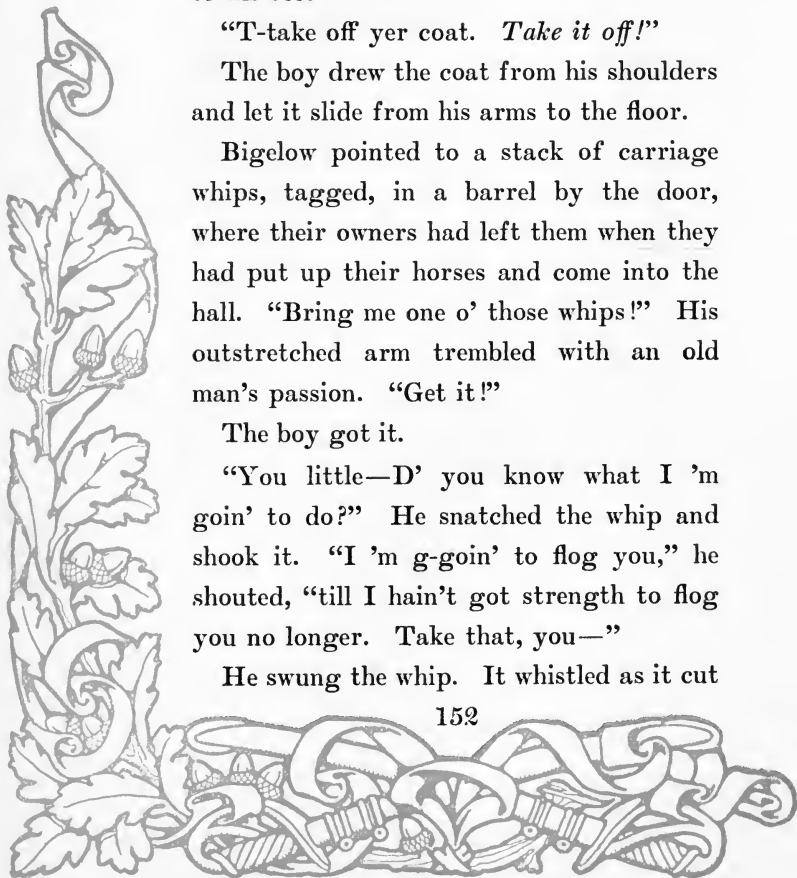 “T-take off yer coat. Take it off!”
The boy drew the coat from his shoulders
and let it slide from his arms to the floor.
Bigelow pointed to a stack of carriage
whips, tagged, in a barrel by the door,
where their owners had left them when they
had put up their horses and come into the
hall. “Bring me one o’ those whips!” His
outstretched arm trembled with an old
man’s passion. “Get it!”
The boy got it.
“You little—D’ you know what I ’m
goin’ to do?” He snatched the whip and
shook it. “I ’m g-goin’ to flog you,” he
shouted, “till I hain’t got strength to flog
you no longer. Take that, you—”
He swung the whip. It whistled as it cut
152